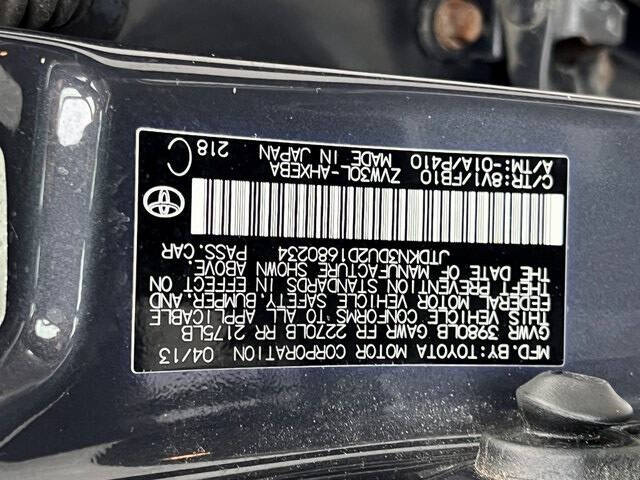 MFD.BY:TOYOTA MOTOR CORPORATION 04/13
GVWR 3980LB GAWR FR 2270LB RR 2175LB
THIS VEHICLE CONFORMS TO ALL APPLICABLE
FEDERAL MOTOR VEHICLE SAFETY,BUMPER,AND
THEFT PREVENTION STANDARDS IN EFFECT ON
THE DATE OF MANUFACTURE SHOWN ABOVE.
JTDKN3DU2D1680234 PASS.CAR
C/TR:8V1/FB10 ZVW30L-AHXEBA 218C
A/TM:-01A/P410 MADE IN JAPAN